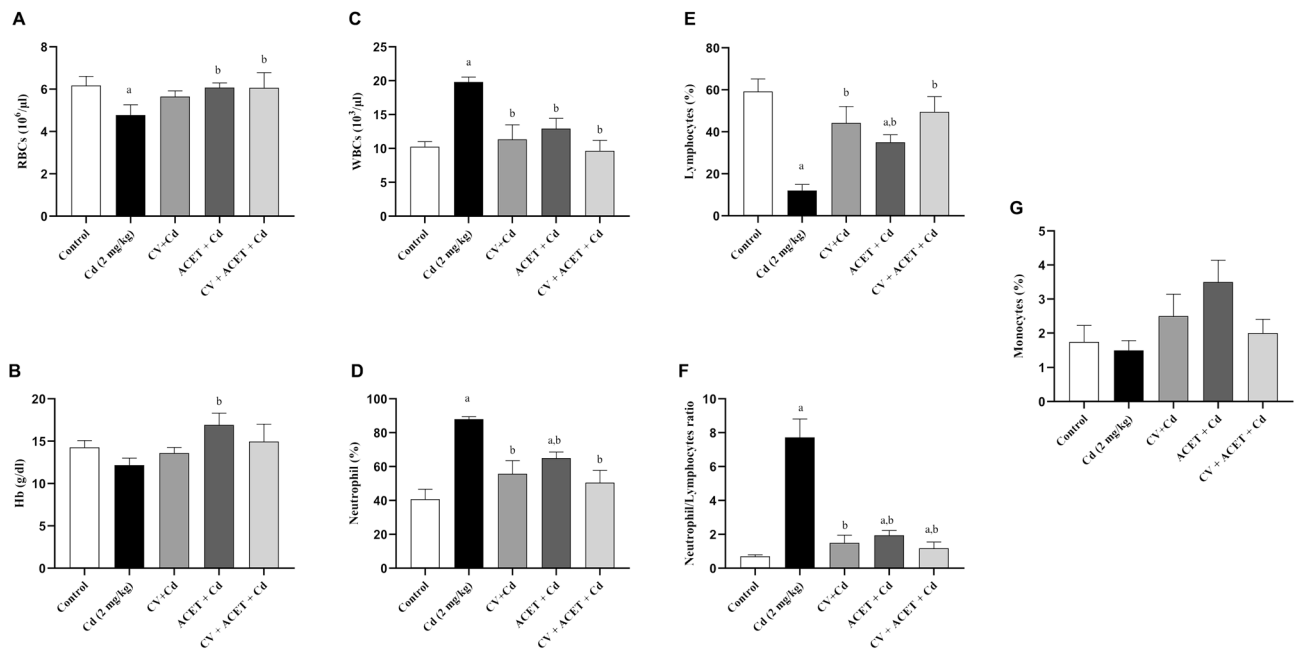 A
RBCs (10⁶/µl)
8
6
4
2
0
a
b
b
Control
Cd (2 mg/kg)
CV+Cd
ACET + Cd
CV + ACET + Cd
C
WBCs (10³/µl)
25
20
15
10
5
0
a
b
b
b
Control
Cd (2 mg/kg)
CV+Cd
ACET + Cd
CV + ACET + Cd
E
Lymphocytes (%)
80
60
40
20
0
a
b
a,b
b
Control
Cd (2 mg/kg)
CV+Cd
ACET + Cd
CV + ACET + Cd
G
Monocytes (%)
5
4
3
2
1
0
Control
Cd (2 mg/kg)
CV+Cd
ACET + Cd
CV + ACET + Cd
B
Hb (g/dl)
20
15
10
5
0
b
Control
Cd (2 mg/kg)
CV+Cd
ACET + Cd
CV + ACET + Cd
D
Neutrophil (%)
100
80
60
40
20
0
a
b
a,b
b
Control
Cd (2 mg/kg)
CV+Cd
ACET + Cd
CV + ACET + Cd
F
Neutrophil/Lymphocytes ratio
10
8
6
4
2
0
a
b
a,b
a,b
Control
Cd (2 mg/kg)
CV+Cd
ACET + Cd
CV + ACET + Cd